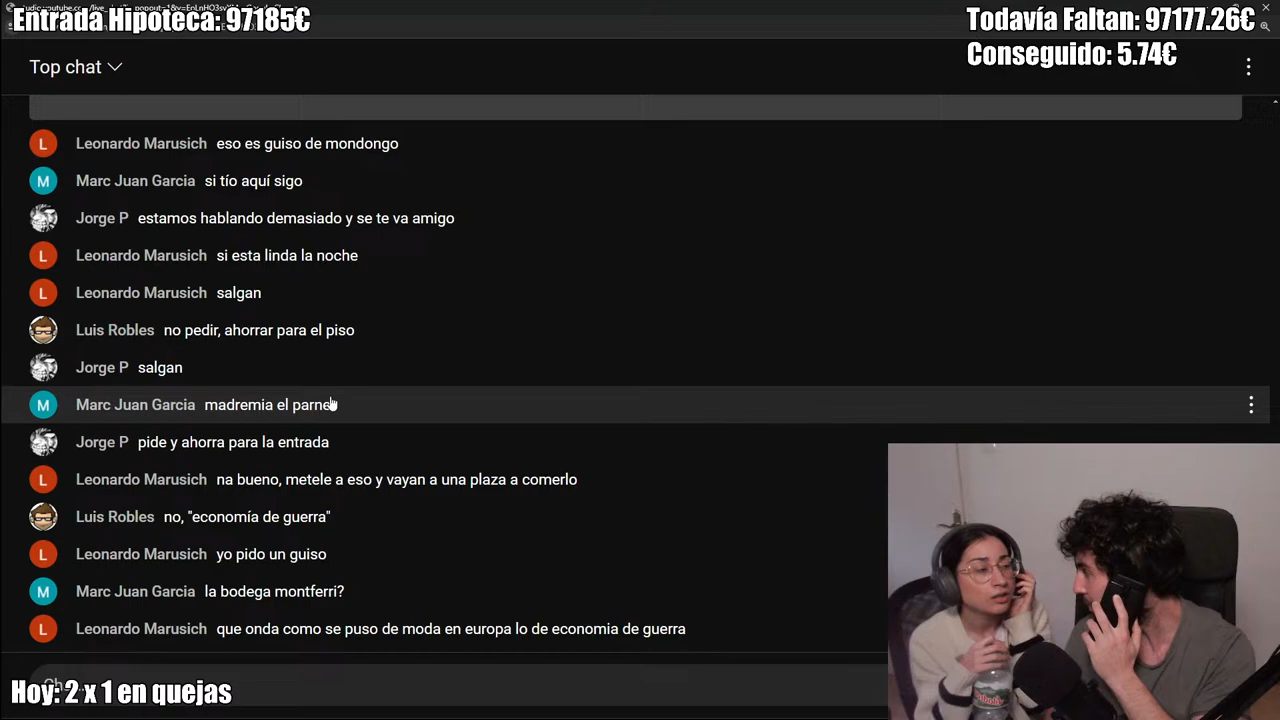 Entrada Hipoteca: 97185€
Todavía Faltan: 97177.26€
Conseguido: 5.74€
Top chat
L Leonardo Marusich eso es guiso de mondongo
M Marc Juan Garcia si tío aquí sigo
Jorge P estamos hablando demasiado y se te va amigo
L Leonardo Marusich si esta linda la noche
L Leonardo Marusich salgan
Luis Robles no pedir, ahorrar para el piso
Jorge P salgan
M Marc Juan Garcia madremia el parne
Jorge P pide y ahorra para la entrada
L Leonardo Marusich na bueno, metele a eso y vayan a una plaza a comerlo
Luis Robles no, "economía de guerra"
L Leonardo Marusich yo pido un guiso
M Marc Juan Garcia la bodega montferri?
L Leonardo Marusich que onda como se puso de moda en europa lo de economia de guerra
Hoy: 2 x 1 en quejas